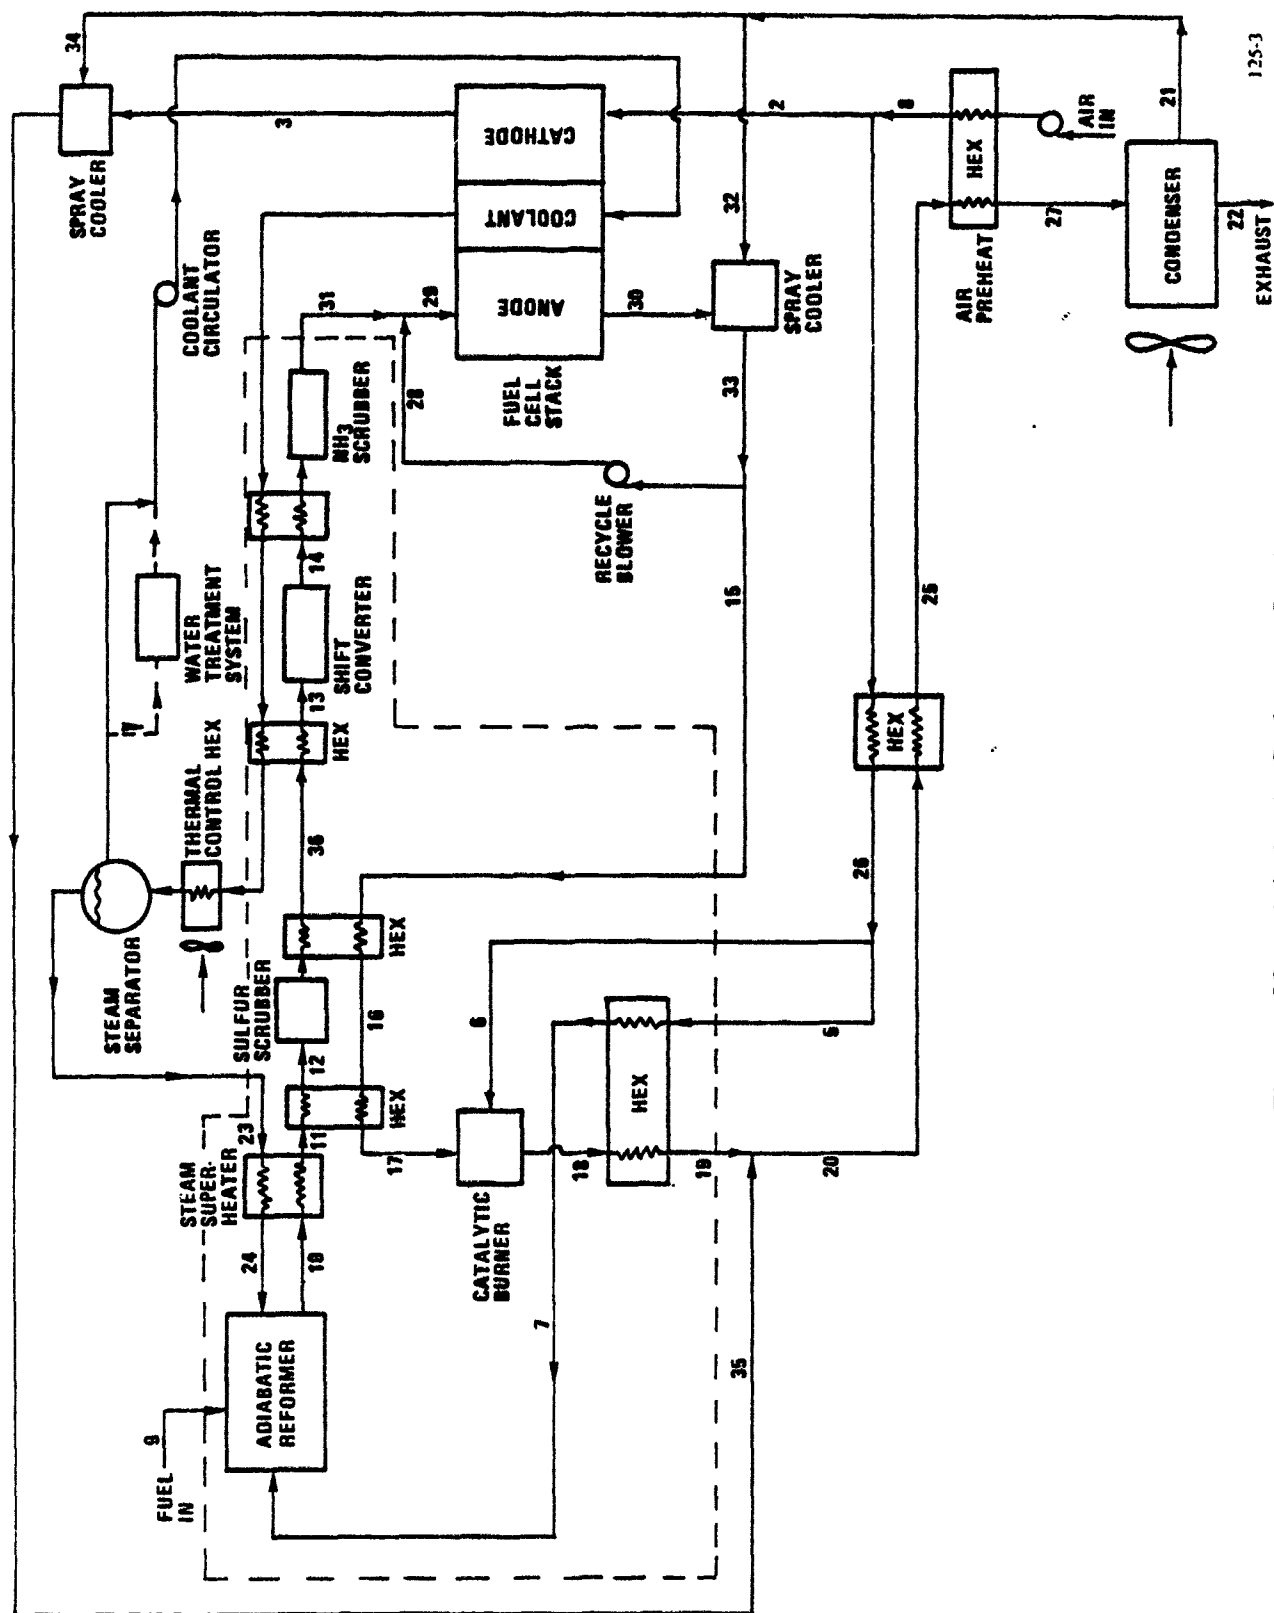 34
SPRAY
COOLER
STEAM
SEPARATOR
THERMAL
CONTROL HEX
WATER
TREATMENT
SYSTEM
COOLANT
CIRCULATOR
FUEL
IN
9
ADIABATIC
REFORMER
24
10
STEAM
SUPER-
HEATER
23
11
HEX
12
SULFUR
SCRUBBER
HEX
36
HEX
13
SHIFT
CONVERTER
14
NH3
SCRUBBER
31
3
16
17
28
29
FUEL
CELL
STACK
ANODE
COOLANT
CATHODE
CATALYTIC
BURNER
6
7
18
HEX
RECYCLE
BLOWER
30
19
5
35
20
15
33
SPRAY
COOLER
32
2
26
HEX
25
8
AIR
PREHEAT
HEX
27
AIR
IN
CONDENSER
21
22
EXHAUST
125-3